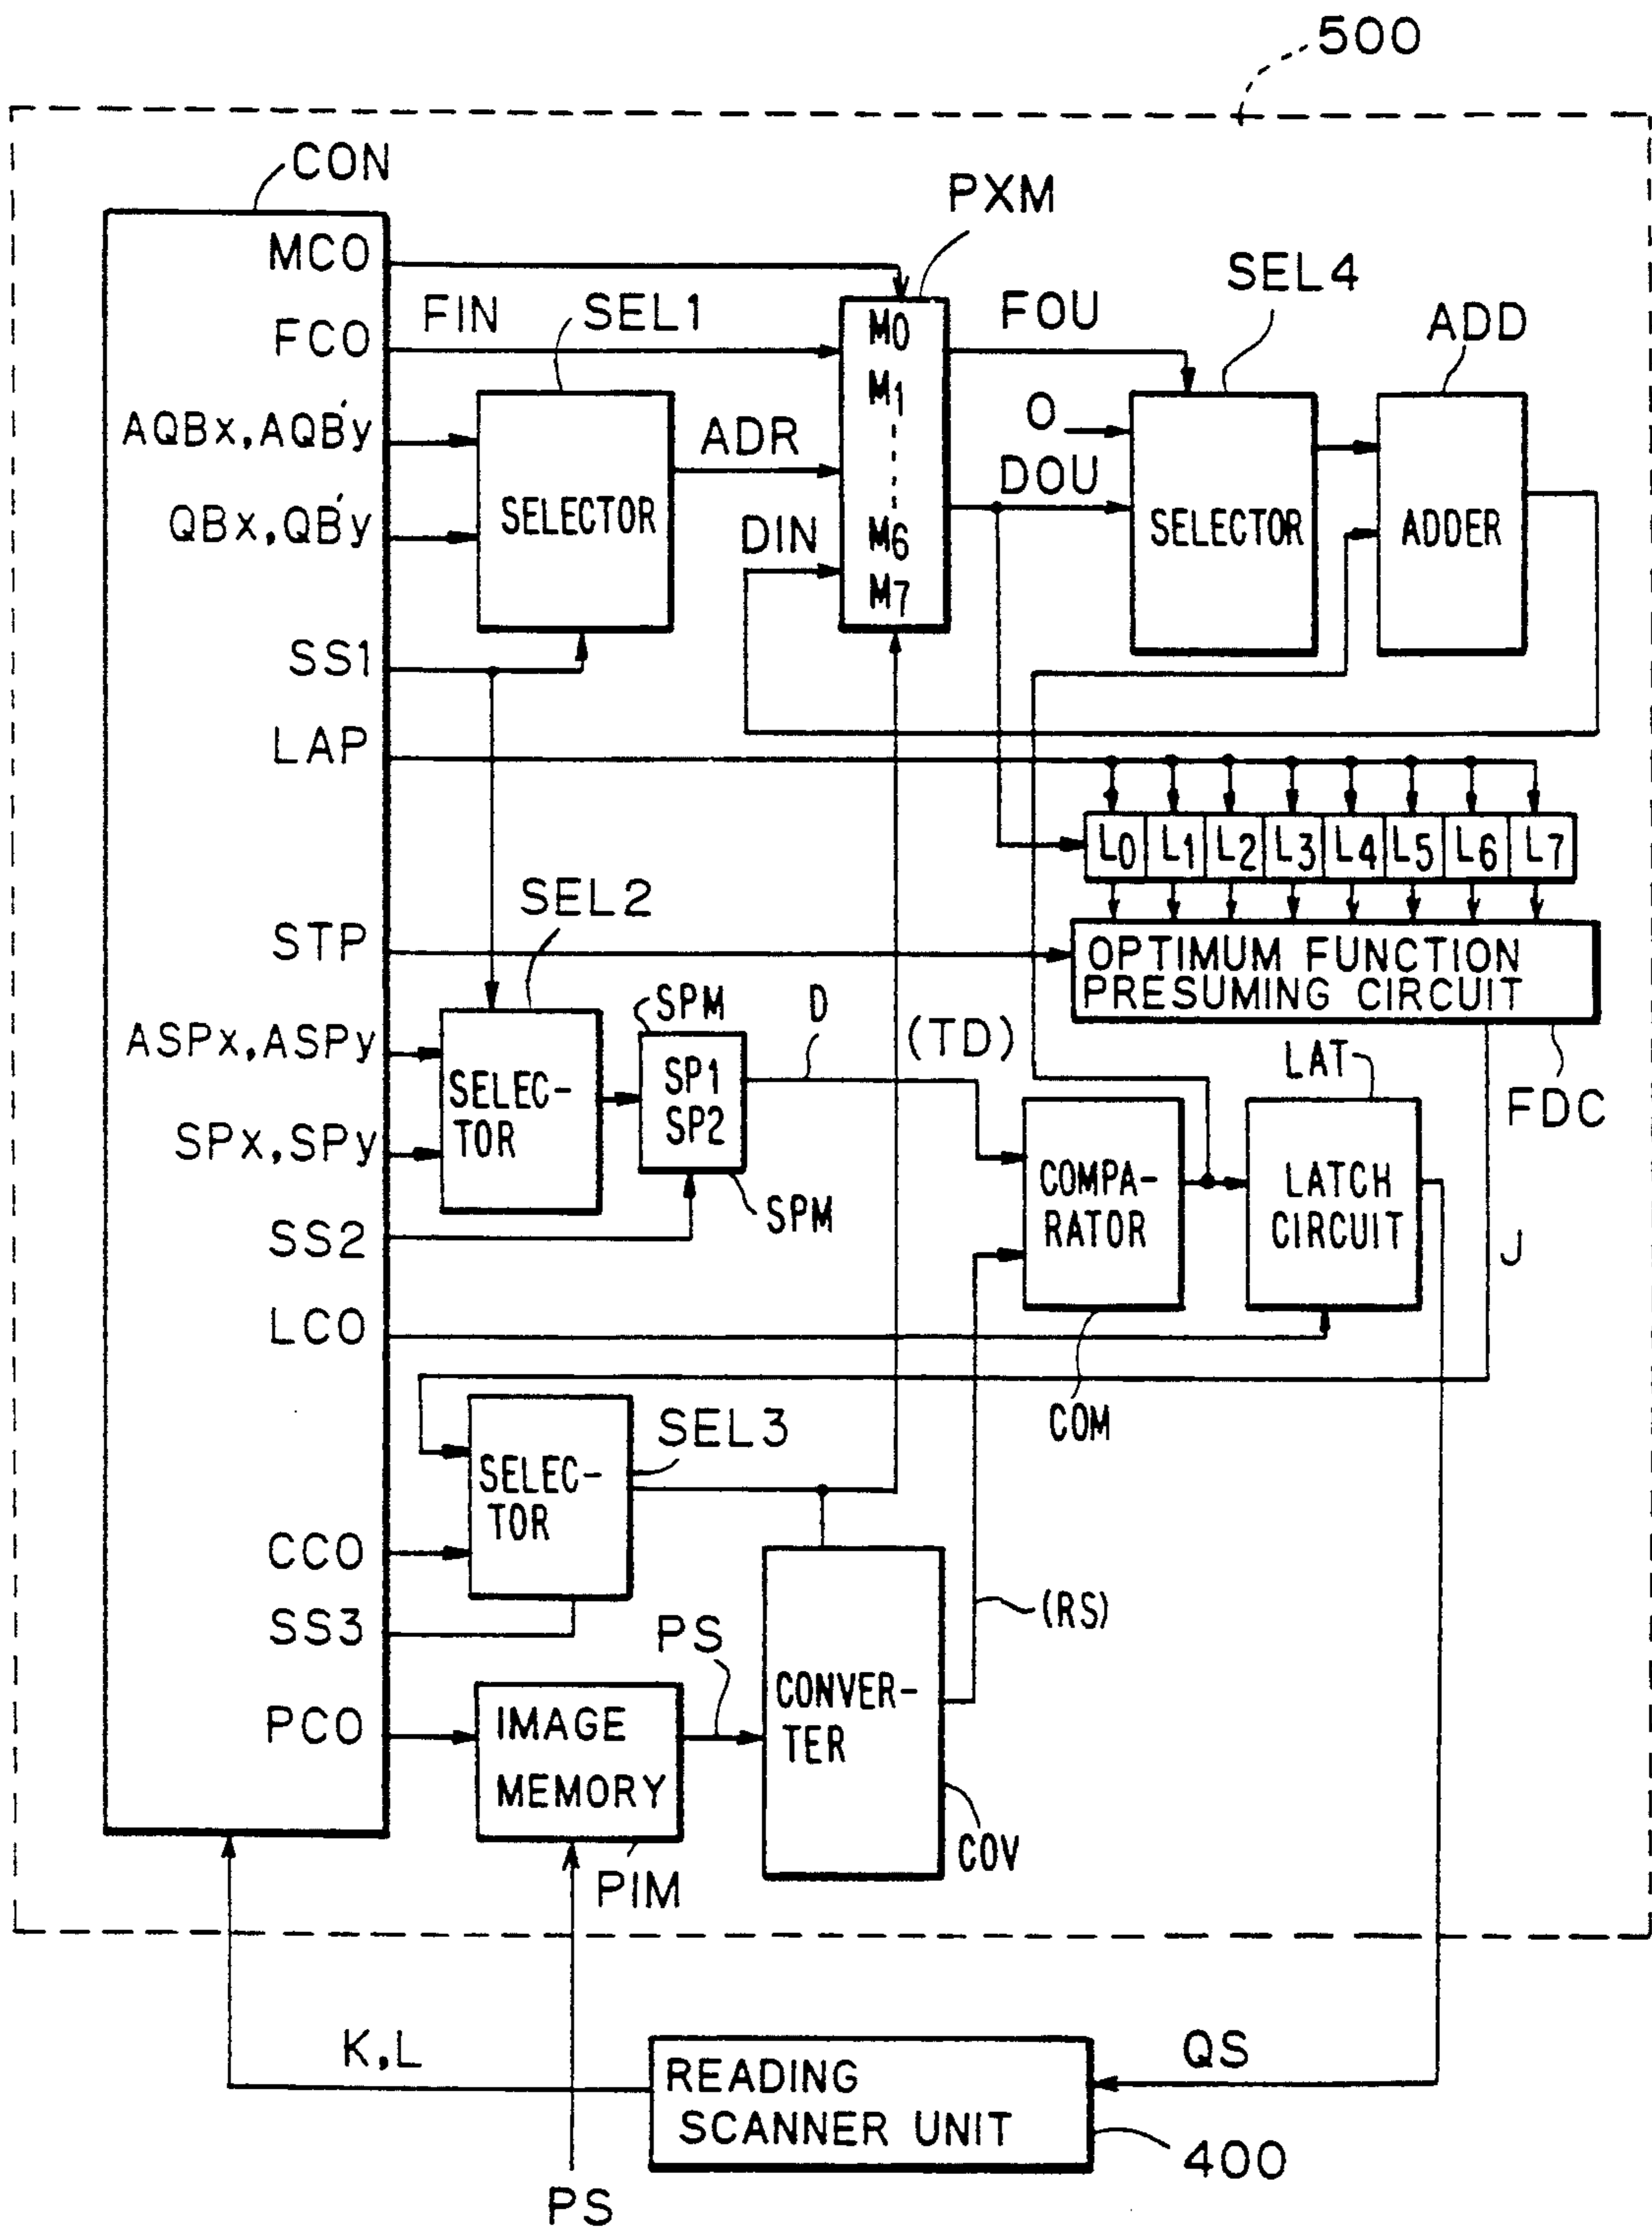 500
CON
PXM
MCO
SEL4
FIN
SEL1
FOU
ADD
FCO
M0
M1
AQBx,AQB'y
O
ADR
DOU
SELECTOR
SELECTOR
ADDER
QBx,QB'y
DIN
M6
M7
SS1
LAP
L0 L1 L2 L3 L4 L5 L6 L7
SEL2
STP
OPTIMUM FUNCTION
PRESUMING CIRCUIT
SPM
D
(TD)
ASPx,ASPy
LAT
FDC
SELEC-
TOR
SP1
SP2
SPx,SPy
COMPA-
RATOR
LATCH
CIRCUIT
SPM
SS2
J
LCO
COM
SEL3
SELEC-
TOR
CCO
SS3
(RS)
PS
PCO
IMAGE
MEMORY
CONVER-
TER
COV
PIM
K,L
QS
READING
SCANNER UNIT
400
PS